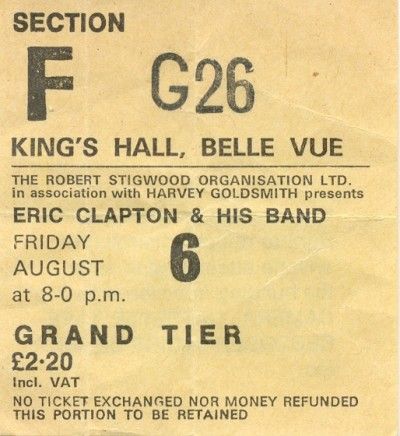 SECTION
F G26
KING'S HALL, BELLE VUE
THE ROBERT STIGWOOD ORGANISATION LTD.
in association with HARVEY GOLDSMITH presents
ERIC CLAPTON & HIS BAND
FRIDAY
AUGUST 6
at 8-0 p.m.
GRAND TIER
£2·20
Incl. VAT
NO TICKET EXCHANGED NOR MONEY REFUNDED
THIS PORTION TO BE RETAINED